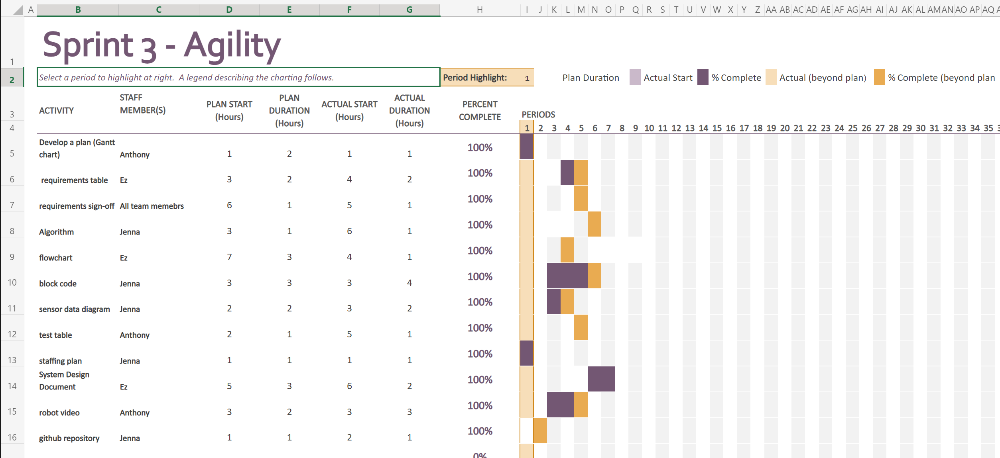 A B C D E F G H I J K L M N O P Q R S T U V W X Y Z AA AB AC AD AE AF AG AH AI AJ AK AL AM AN AO AP AQ
1 Sprint 3 - Agility
2 Select a period to highlight at right. A legend describing the charting follows. Period Highlight: 1 Plan Duration Actual Start % Complete Actual (beyond plan) % Complete (beyond plan
STAFF PLAN ACTUAL
PLAN START ACTUAL START PERCENT
3 ACTIVITY MEMBER(S) DURATION DURATION PERIODS
(Hours) (Hours) COMPLETE
(Hours) (Hours)
4 1 2 3 4 5 6 7 8 9 10 11 12 13 14 15 16 17 18 19 20 21 22 23 24 25 26 27 28 29 30 31 32 33 34 35
Develop a plan (Gantt
5 chart) Anthony 1 2 1 1 100%
6 requirements table Ez 3 2 4 2 100%
7 requirements sign-off All team memebrs 6 1 5 1 100%
8 Algorithm Jenna 3 1 6 1 100%
9 flowchart Ez 7 3 4 1 100%
10 block code Jenna 3 3 3 4 100%
11 sensor data diagram Jenna 2 2 3 2 100%
12 test table Anthony 2 1 5 1 100%
13 staffing plan Jenna 1 1 1 1 100%
System Design
14 Document Ez 5 3 6 2 100%
15 robot video Anthony 3 2 3 3 100%
16 github repository Jenna 1 1 2 1 100%
0%